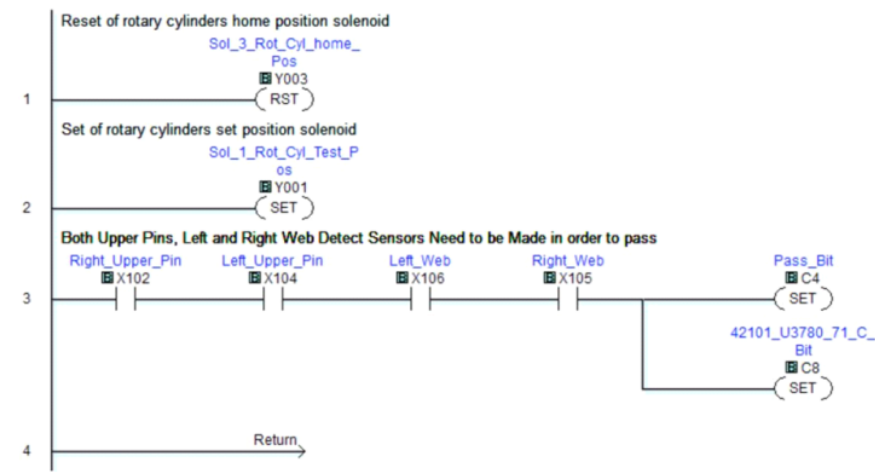 Reset of rotary cylinders home position solenoid
Sol_3_Rot_Cyl_home_
Pos
Y003
1 RST
Set of rotary cylinders set position solenoid
Sol_1_Rot_Cyl_Test_P
os
Y001
2 SET
Both Upper Pins, Left and Right Web Detect Sensors Need to be Made in order to pass
Right_Upper_Pin Left_Upper_Pin Left_Web Right_Web Pass_Bit
X102 X104 X106 X105 C4
3 SET
42101_U3780_71_C_
Bit
C8
SET
4 Return